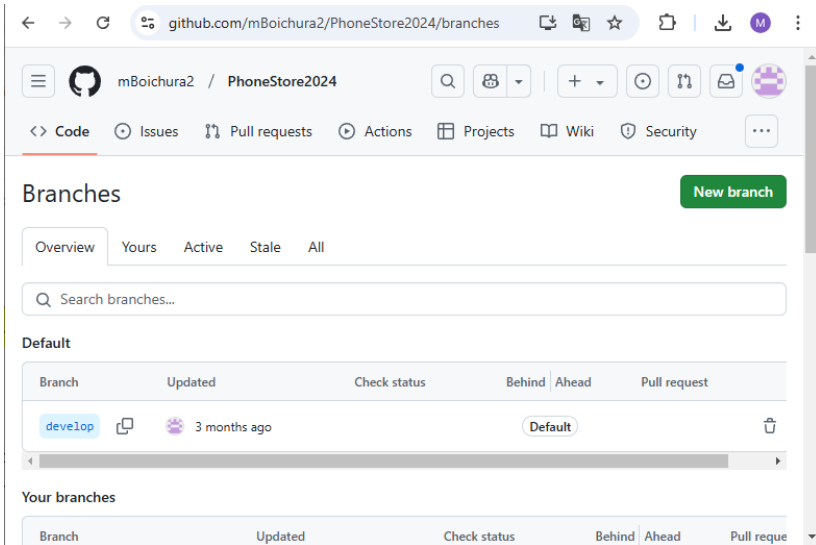 github.com/mBoichura2/PhoneStore2024/branches
M
mBoichura2 / PhoneStore2024
<> Code Issues Pull requests Actions Projects Wiki Security ...
Branches
New branch
Overview Yours Active Stale All
Search branches...
Default
Branch Updated Check status Behind Ahead Pull request
develop 3 months ago Default
Your branches
Branch Updated Check status Behind Ahead Pull reque